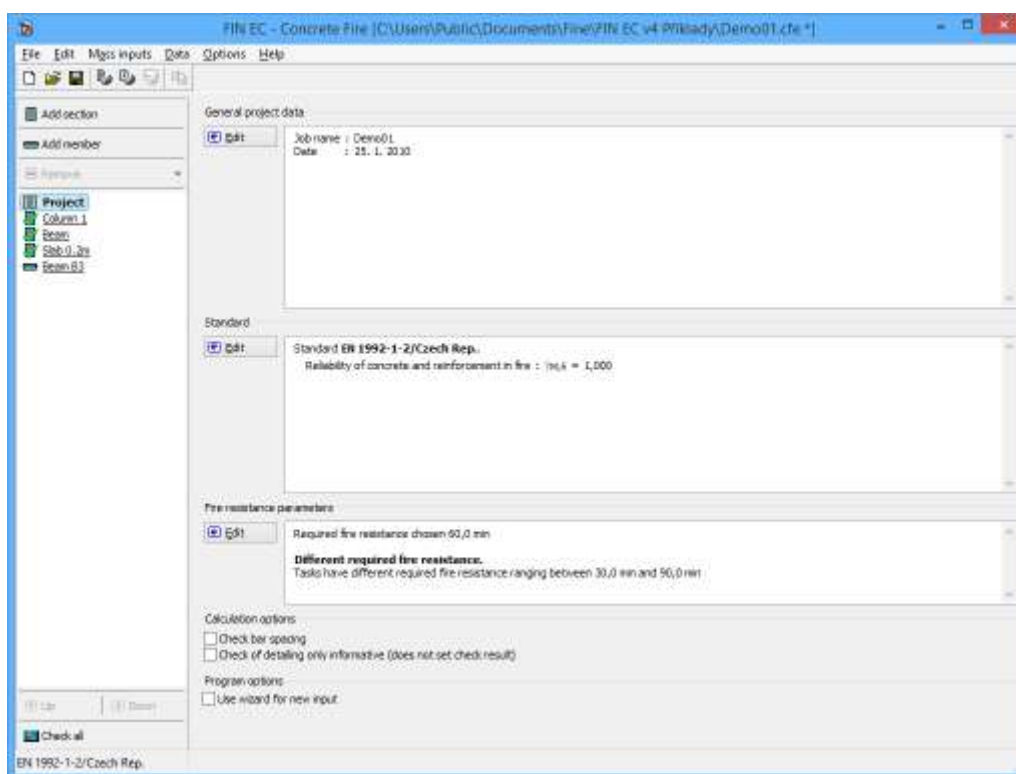 FIN EC - Concrete Fire [C:\Users\Public\Documents\Fine\FIN EC v4 Příklady\Demo01.cfe *]
File Edit Mass inputs Data Options Help
Add section
Add member
Remove
Project
Column 1
Beam
Slab 0.2m
Beam B3
Up Down
Check all
General project data
Edit
Job name : Demo01
Date : 25. 1. 2010
Standard
Edit
Standard EN 1992-1-2/Czech Rep..
Reliability of concrete and reinforcement in fire : = 1,000
Fire resistance parameters
Edit
Required fire resistance chosen 60,0 min
Different required fire resistance.
Tasks have different required fire resistance ranging between 30,0 min and 90,0 min
Calculation options
Check bar spacing
Check of detailing only informative (does not set check result)
Program options
Use wizard for new input
EN 1992-1-2/Czech Rep.